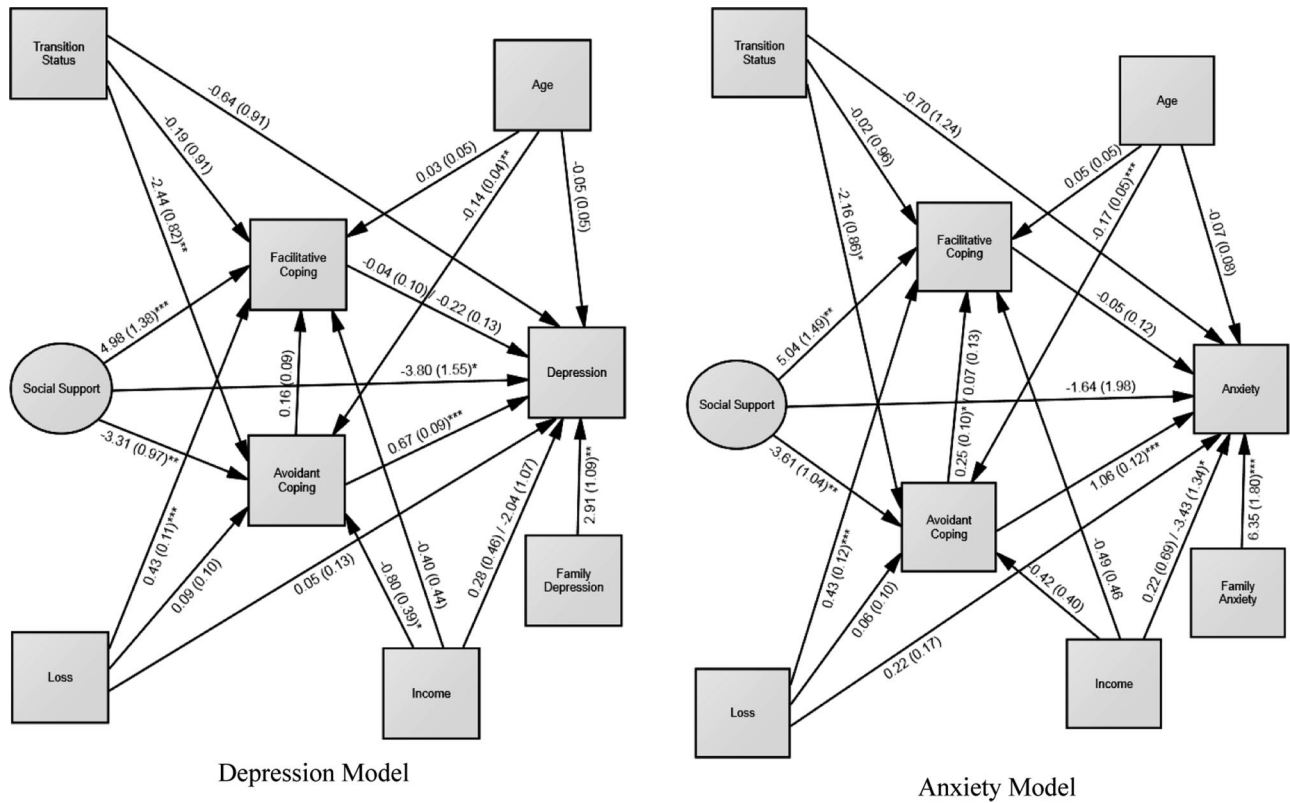 Transition
Status
Age
-0.64 (0.91)
-0.19 (0.91)
-2.44 (0.82)**
0.03 (0.05)
-0.14 (0.04)**
-0.05 (0.05)
Facilitative
Coping
-0.04 (0.10) / -0.22 (0.13)
4.98 (1.38)***
Social Support
-3.80 (1.55)*
Depression
0.16 (0.09)
-3.31 (0.97)**
0.67 (0.09)***
Avoidant
Coping
2.91 (1.09)**
0.43 (0.11)***
0.09 (0.10)
0.05 (0.13)
-0.80 (0.39)*
-0.40 (0.44)
0.28 (0.46) / -2.04 (1.07)
Family
Depression
Loss
Income
Depression Model
Transition
Status
Age
-0.70 (1.24)
-0.02 (0.96)
-2.16 (0.86)*
0.05 (0.05)
-0.17 (0.05)***
-0.07 (0.08)
Facilitative
Coping
-0.05 (0.12)
5.04 (1.49)**
Social Support
-1.64 (1.98)
Anxiety
0.25 (0.10)* / 0.07 (0.13)
-3.61 (1.04)**
1.06 (0.12)***
Avoidant
Coping
6.35 (1.80)***
0.43 (0.12)***
0.06 (0.10)
0.22 (0.17)
-0.42 (0.40)
-0.49 (0.46
0.22 (0.69) / -3.43 (1.34)*
Family
Anxiety
Loss
Income
Anxiety Model